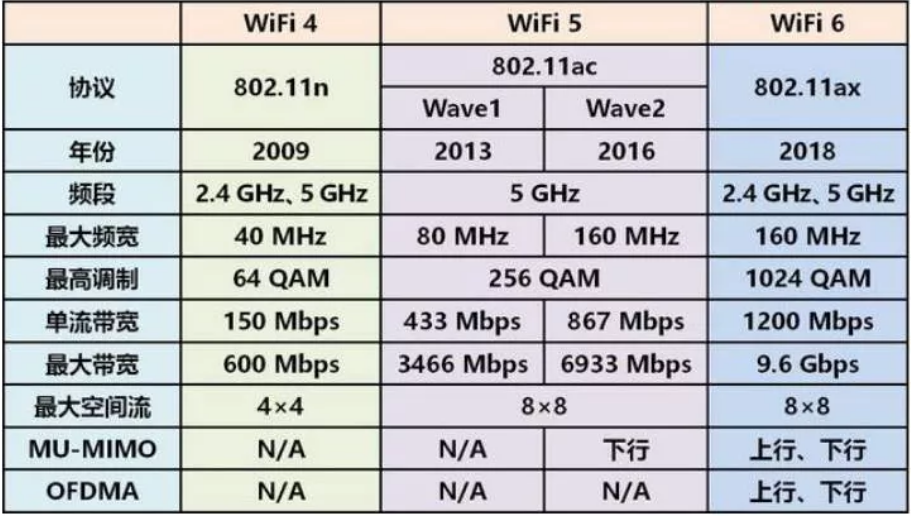 WiFi 4 WiFi 5 WiFi 6
协议 802.11n 802.11ac 802.11ax
Wave1 Wave2
年份 2009 2013 2016 2018
频段 2.4 GHz、5 GHz 5 GHz 2.4 GHz、5 GHz
最大频宽 40 MHz 80 MHz 160 MHz 160 MHz
最高调制 64 QAM 256 QAM 1024 QAM
单流带宽 150 Mbps 433 Mbps 867 Mbps 1200 Mbps
最大带宽 600 Mbps 3466 Mbps 6933 Mbps 9.6 Gbps
最大空间流 4×4 8×8 8×8
MU-MIMO N/A N/A 下行 上行、下行
OFDMA N/A N/A N/A 上行、下行